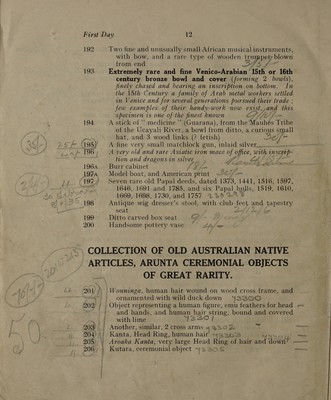 First Day 12
192 Two fine and unusually small African musical instruments,
with bow, and a rare type of wooden trumpet blown
from end
193 Extremely rare and fine Venico-Arabian 15th or 16th
century bronze bowl and cover (forming 2 bowls),
finely chased and bearing an inscription on bottom. In
the 15th Century a family of Arab metal workers settled
in Venice and for several generations pursued their trade ;
few examples of their handy-work now exist and this
specimen is one of the finest known
194 A stick of " medicine " (Guarana), from the Mauhés Tribe
of the Ucayali River, a bowl from ditto, a curious small
hat, and 3 wood links (? fetish) 30/-
35/- 195 A fine very small matchlock gun, inlaid silver
196 A very old and rare Asiatic iron mace of office, with inscrip-
tion and dragons in silver
196A Burr cabinet
197A Model boat, and American print
197 Seven rare old Papal deeds, dated 1373, 1441, 1516, 1597,
1646, 1691 and 1785, and six Papal bulls, 1519, 1610,
1669, 1698, 1730, and 1757
198 Antique wig dresser's stool, with club feet and tapestry
seat
199 Ditto carved box seat
200 Handsome pottery vase
COLLECTION OF OLD AUSTRALIAN NATIVE
ARTICLES, ARUNTA CEREMONIAL OBJECTS
OF GREAT RARITY.
201 Wonninga, human hair wound on wood cross frame, and
ornamented with wild duck down 43300
202 Object representing a human figure, emu feathers for head
and hands, and human hair string, bound and coveted
with lime 43301
203 Another, similar, 2 cross arms 43302
204 Kanta, Head Ring, human hair 43303
205 Aroaka Kanta, very large Head Ring of hair and down
206 Kutara, ceremonial object 43305